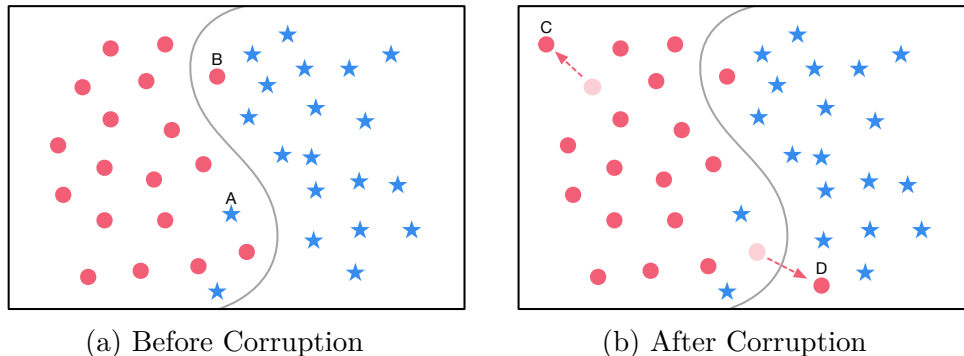 B
A
C
D
(a) Before Corruption
(b) After Corruption